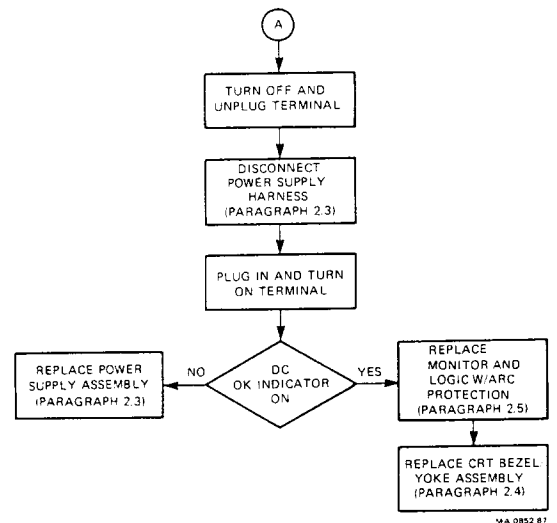 A
TURN OFF AND
UNPLUG TERMINAL
DISCONNECT
POWER SUPPLY
HARNESS
(PARAGRAPH 2.3)
PLUG IN AND TURN
ON TERMINAL
DC
OK INDICATOR
ON
NO
YES
REPLACE POWER
SUPPLY ASSEMBLY
(PARAGRAPH 2.3)
REPLACE
MONITOR AND
LOGIC W/ARC
PROTECTION
(PARAGRAPH 2.5)
REPLACE CRT BEZEL/
YOKE ASSEMBLY
(PARAGRAPH 2.4)
MA 0852 87